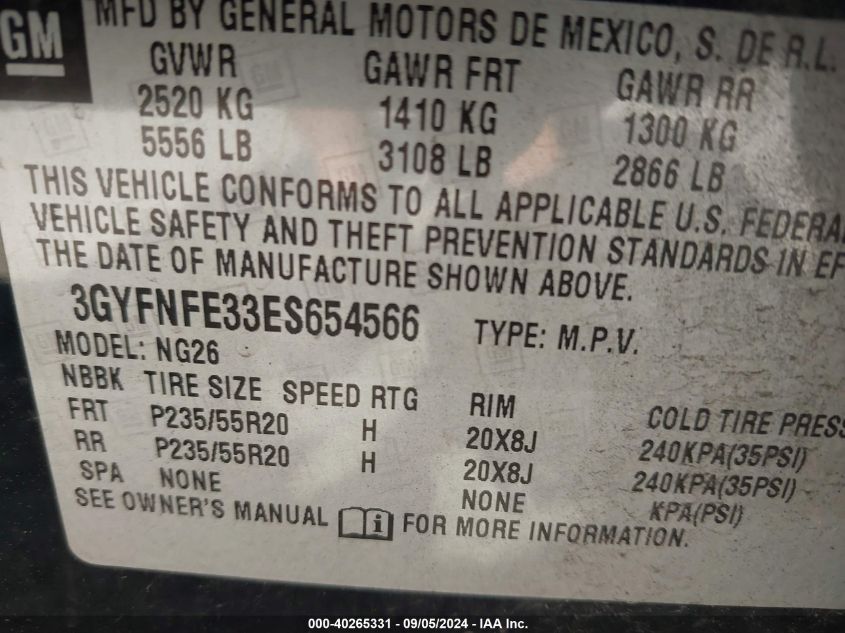 GM
MFD BY GENERAL MOTORS DE MEXICO, S. DE R.L.
GVWR GAWR FRT GAWR RR
2520 KG 1410 KG 1300 KG
5556 LB 3108 LB 2866 LB
THIS VEHICLE CONFORMS TO ALL APPLICABLE U.S. FEDERA
VEHICLE SAFETY AND THEFT PREVENTION STANDARDS IN EF
THE DATE OF MANUFACTURE SHOWN ABOVE.
3GYFNFE33ES654566 TYPE: M.P.V.
MODEL: NG26
NBBK TIRE SIZE SPEED RTG RIM COLD TIRE PRESS
FRT P235/55R20 H 20X8J 240KPA(35PSI)
RR P235/55R20 H 20X8J 240KPA(35PSI)
SPA NONE NONE KPA(PSI)
SEE OWNER'S MANUAL FOR MORE INFORMATION.
000-40265331 - 09/05/2024 - IAA Inc.